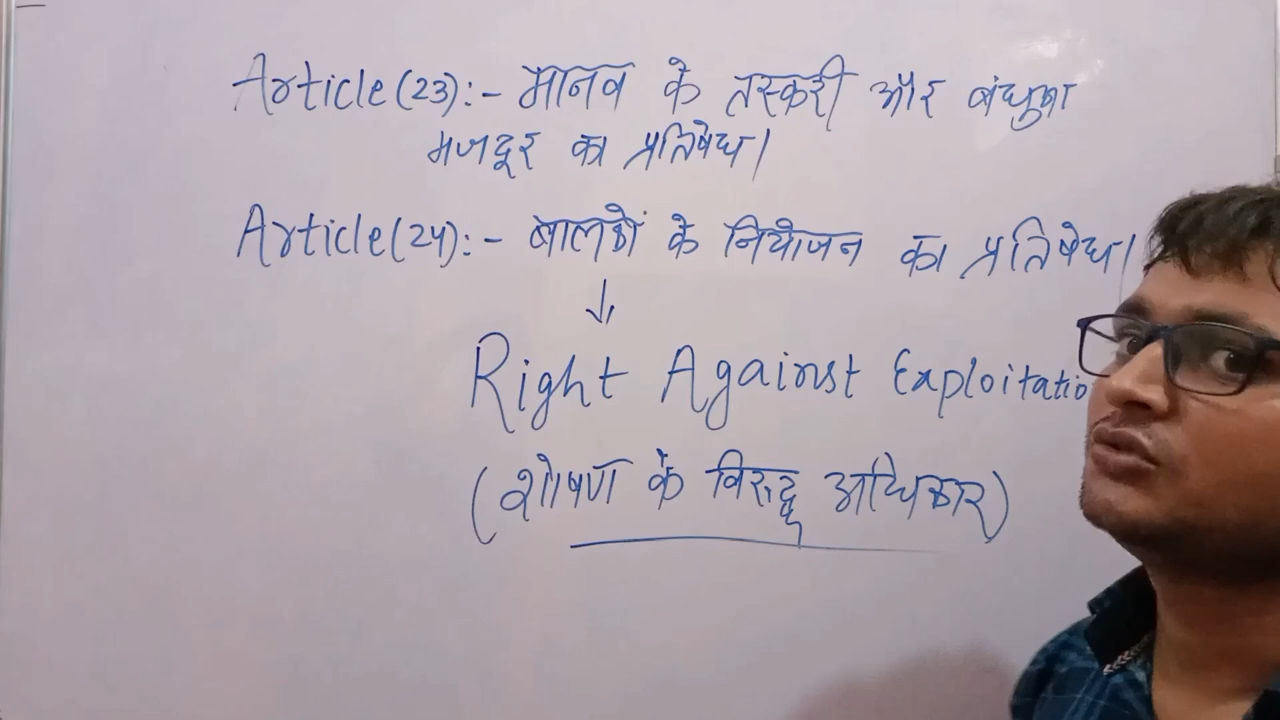 Article (23):- मानव के तस्करी और बंधुआ
मजदूर का प्रतिषेध।
Article (24):- बालकों के नियोजन का प्रतिषेध।
↓
Right Against Exploitatio
(शोषण के विरुद्ध अधिकार)